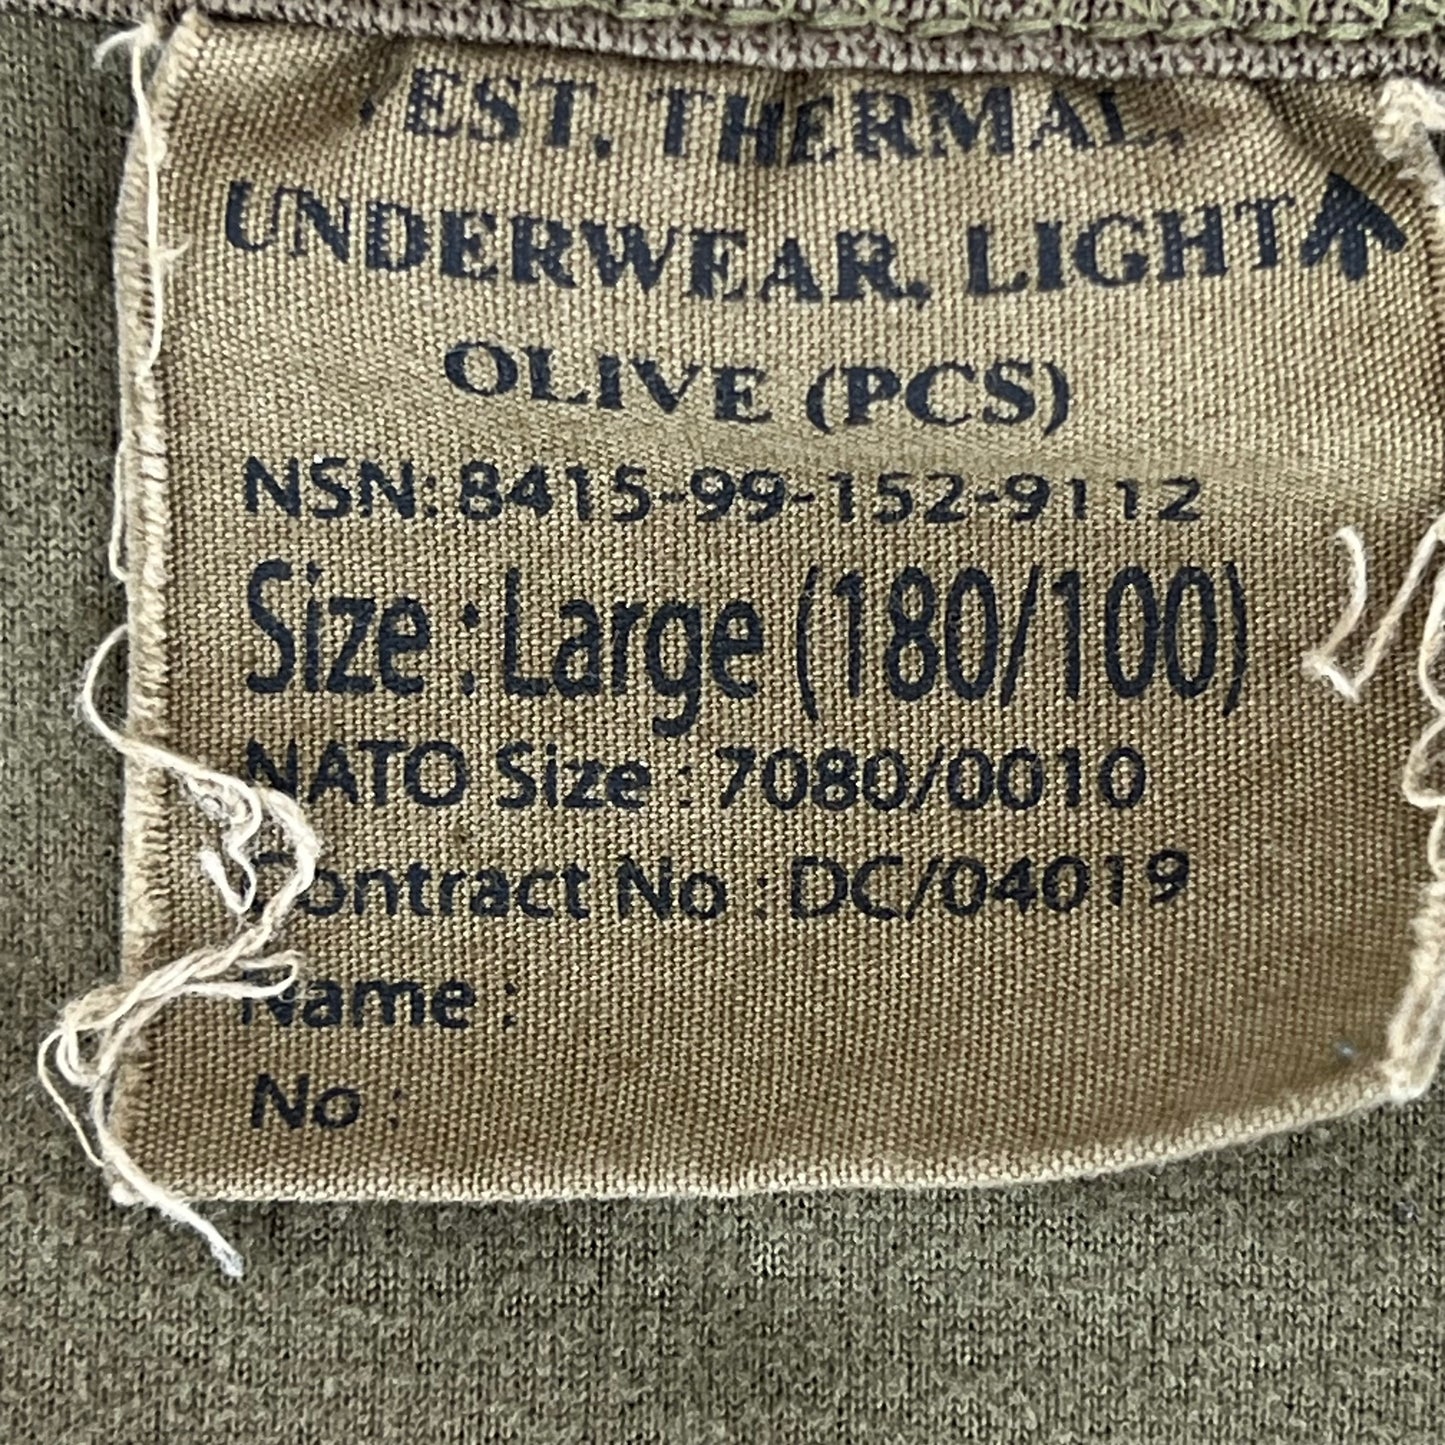 VEST, THERMAL,
UNDERWEAR, LIGHT
OLIVE (PCS)
NSN: 8415-99-152-9112
Size : Large (180/100)
NATO Size : 7080/0010
Contract No : DC/04019
Name :
No :